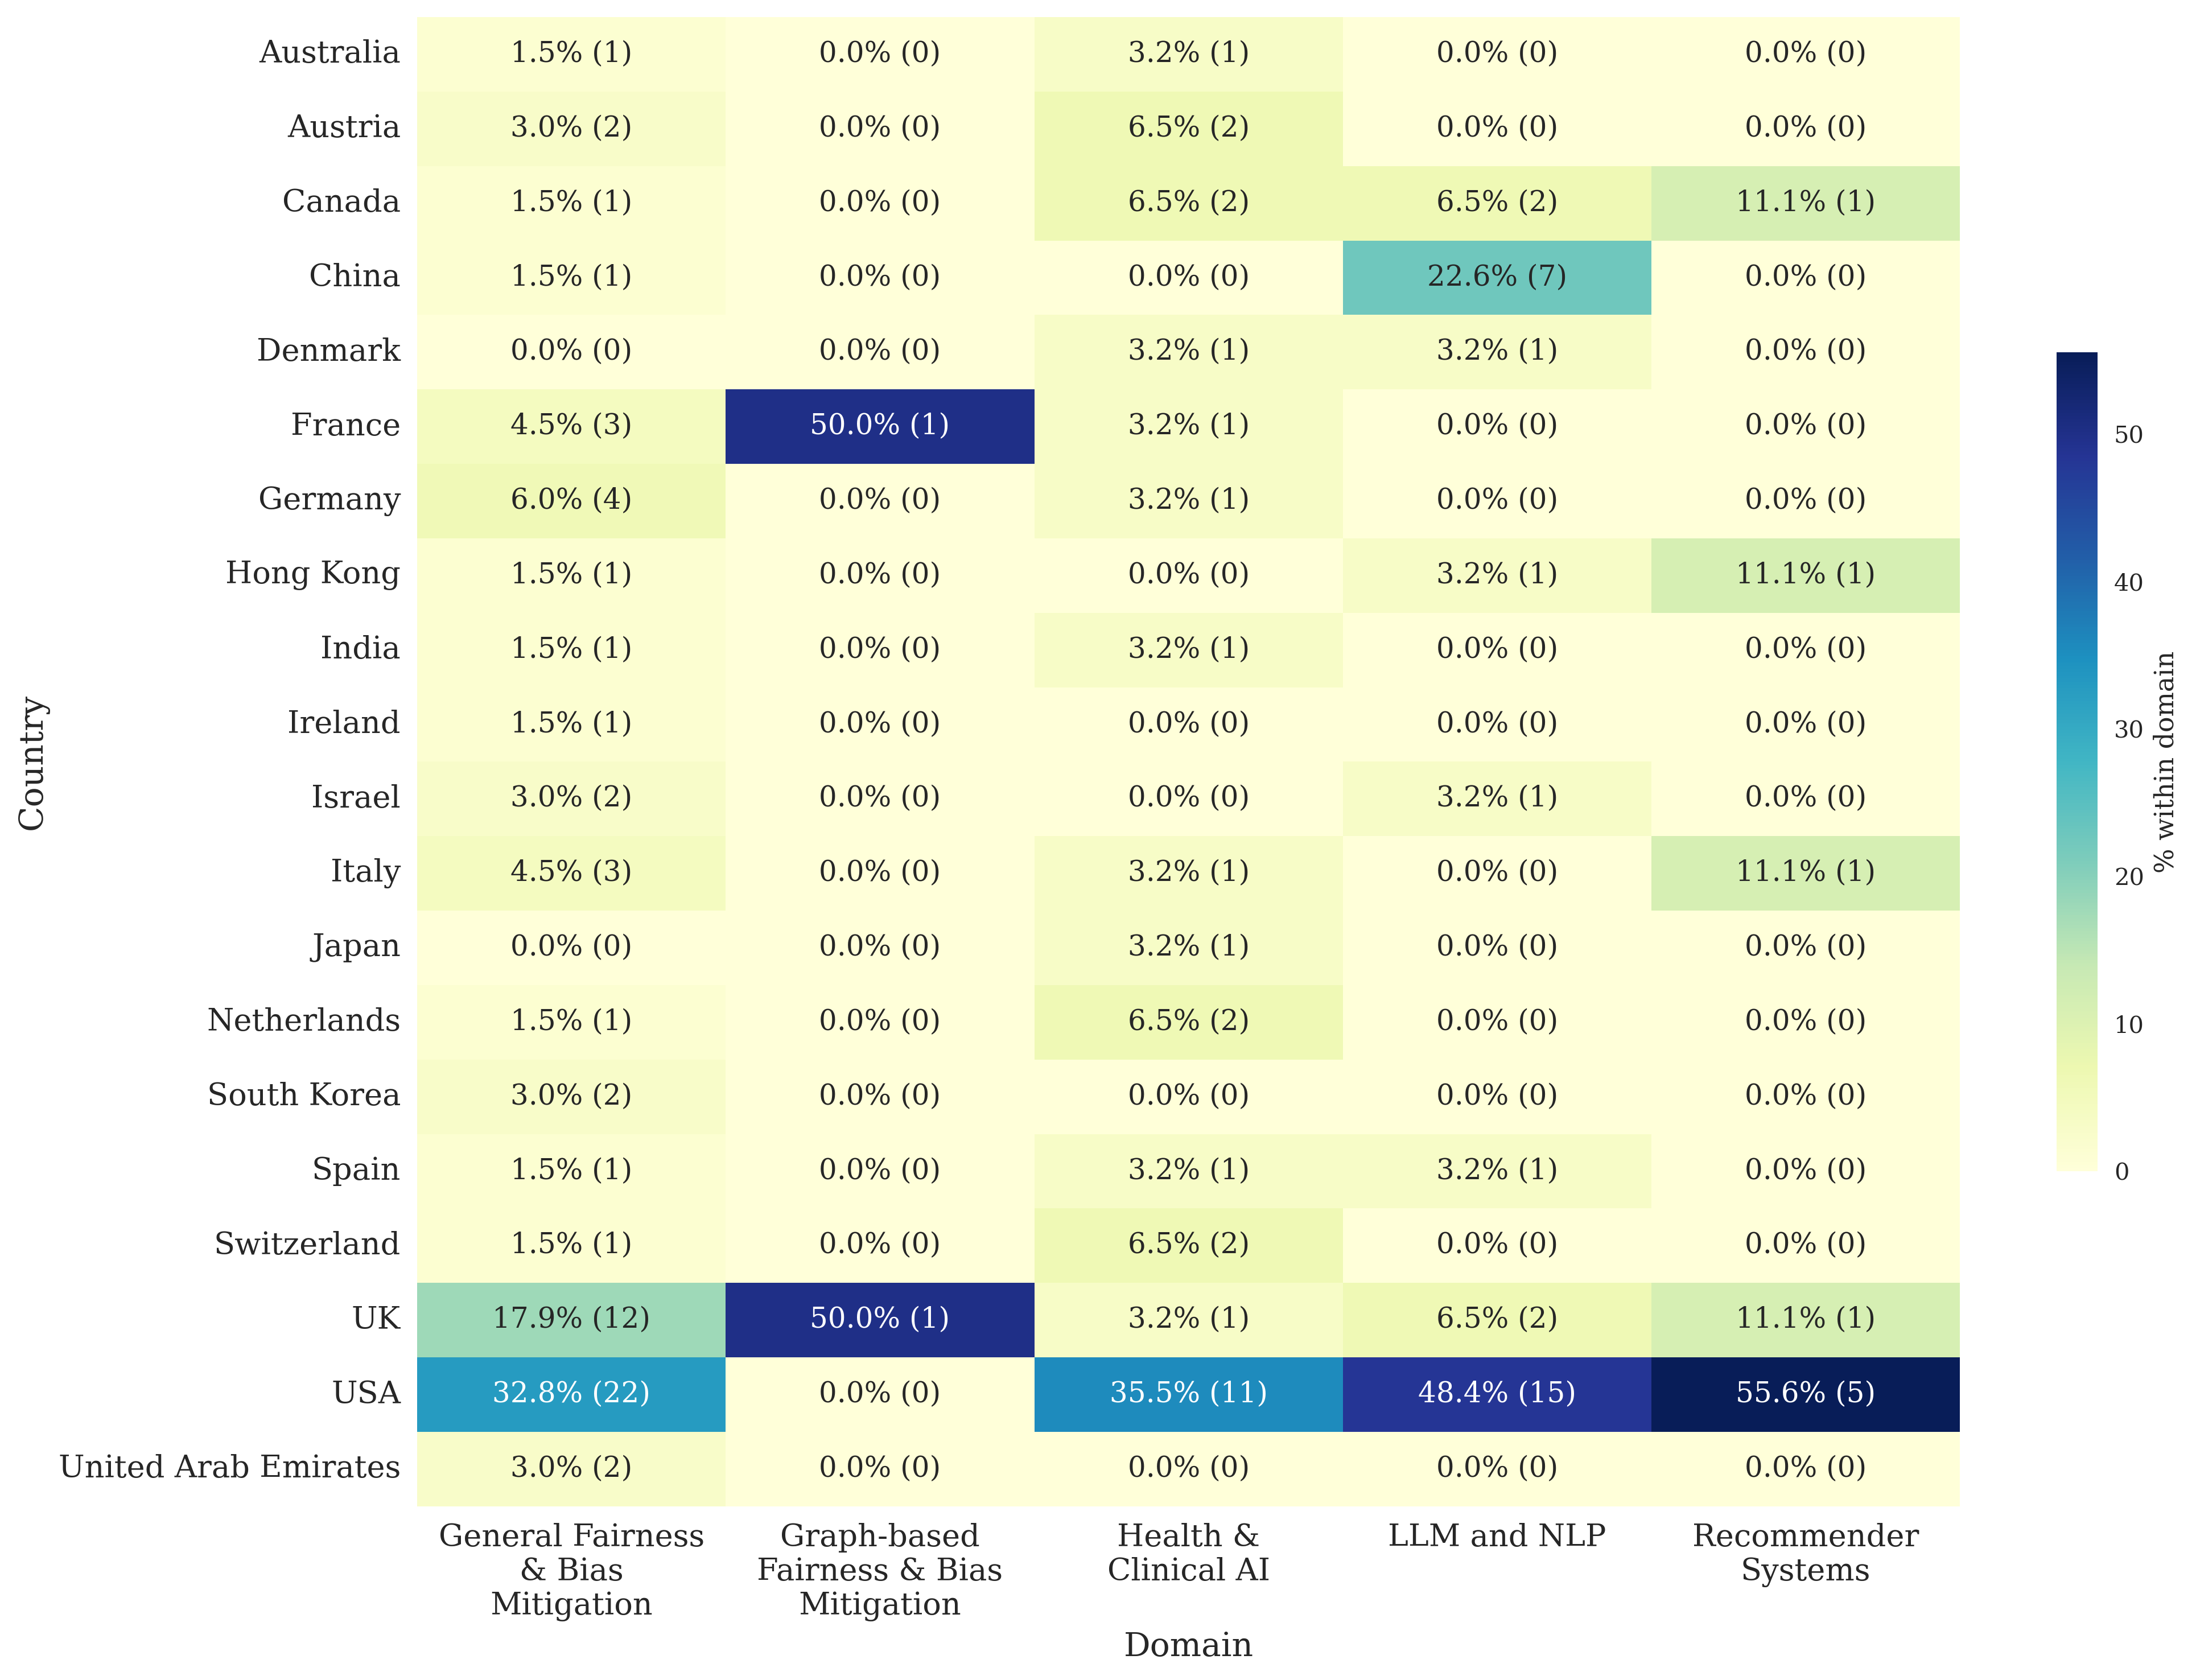 Australia 1.5% (1) 0.0% (0) 3.2% (1) 0.0% (0) 0.0% (0)
Austria 3.0% (2) 0.0% (0) 6.5% (2) 0.0% (0) 0.0% (0)
Canada 1.5% (1) 0.0% (0) 6.5% (2) 6.5% (2) 11.1% (1)
China 1.5% (1) 0.0% (0) 0.0% (0) 22.6% (7) 0.0% (0)
Denmark 0.0% (0) 0.0% (0) 3.2% (1) 3.2% (1) 0.0% (0)
France 4.5% (3) 50.0% (1) 3.2% (1) 0.0% (0) 0.0% (0)
Germany 6.0% (4) 0.0% (0) 3.2% (1) 0.0% (0) 0.0% (0)
Hong Kong 1.5% (1) 0.0% (0) 0.0% (0) 3.2% (1) 11.1% (1)
India 1.5% (1) 0.0% (0) 3.2% (1) 0.0% (0) 0.0% (0)
Ireland 1.5% (1) 0.0% (0) 0.0% (0) 0.0% (0) 0.0% (0)
Israel 3.0% (2) 0.0% (0) 0.0% (0) 3.2% (1) 0.0% (0)
Italy 4.5% (3) 0.0% (0) 3.2% (1) 0.0% (0) 11.1% (1)
Japan 0.0% (0) 0.0% (0) 3.2% (1) 0.0% (0) 0.0% (0)
Netherlands 1.5% (1) 0.0% (0) 6.5% (2) 0.0% (0) 0.0% (0)
South Korea 3.0% (2) 0.0% (0) 0.0% (0) 0.0% (0) 0.0% (0)
Spain 1.5% (1) 0.0% (0) 3.2% (1) 3.2% (1) 0.0% (0)
Switzerland 1.5% (1) 0.0% (0) 6.5% (2) 0.0% (0) 0.0% (0)
UK 17.9% (12) 50.0% (1) 3.2% (1) 6.5% (2) 11.1% (1)
USA 32.8% (22) 0.0% (0) 35.5% (11) 48.4% (15) 55.6% (5)
United Arab Emirates 3.0% (2) 0.0% (0) 0.0% (0) 0.0% (0) 0.0% (0)
Country
General Fairness
& Bias
Mitigation
Graph-based
Fairness & Bias
Mitigation
Health &
Clinical AI
LLM and NLP
Recommender
Systems
Domain
50
40
30
20
10
0
% within domain